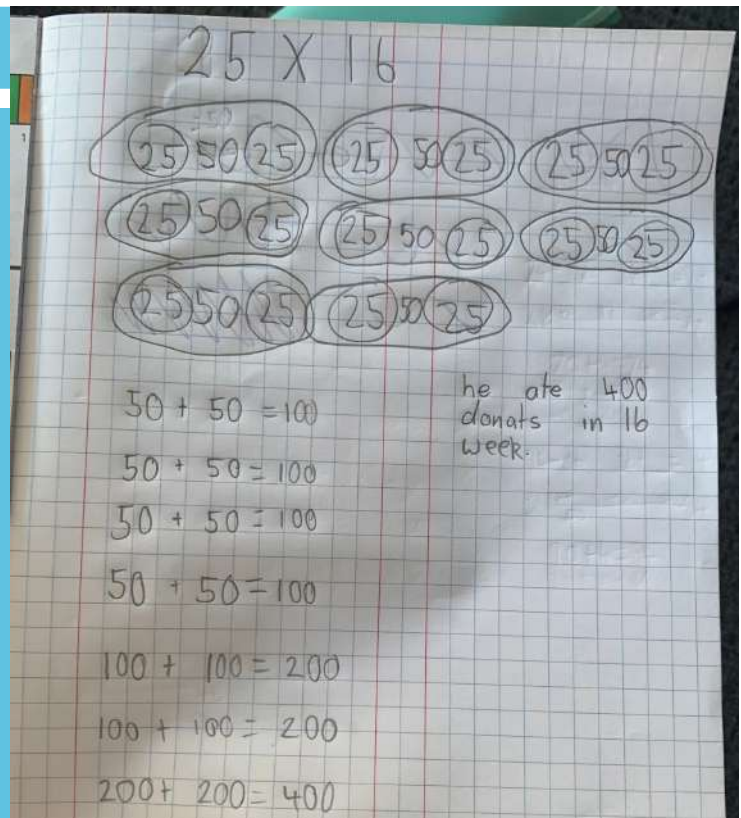 25 X 16
25 50 25 25 50 25 25 50 25
25 50 25 25 50 25 25 50 25
25 50 25 25 50 25
50 + 50 = 100
50 + 50 = 100
50 + 50 = 100
50 + 50 = 100
100 + 100 = 200
100 + 100 = 200
200 + 200 = 400
he ate 400
donats in 16
week.